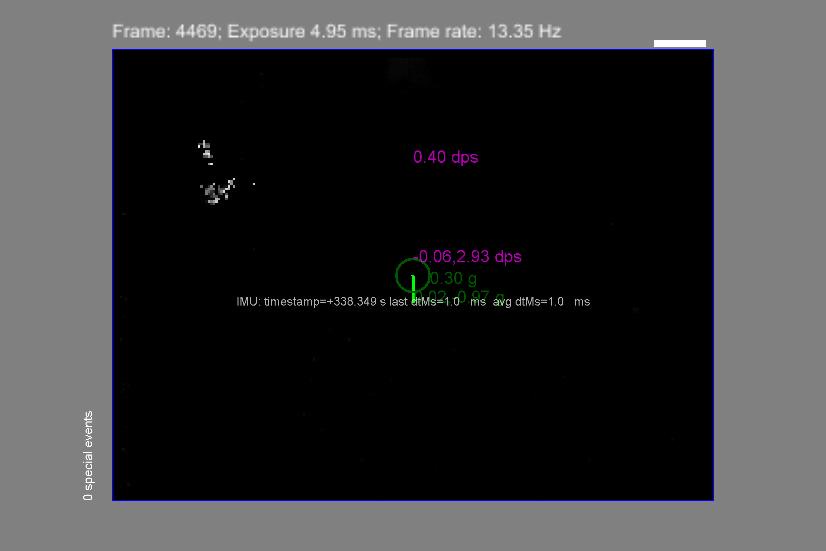 Frame: 4469; Exposure 4.95 ms; Frame rate: 13.35 Hz
0.40 dps
-0.06,2.93 dps
0.30 g
IMU: timestamp=+338.349 s last dtMs=1.0 ms avg dtMs=1.0 ms
0 special events